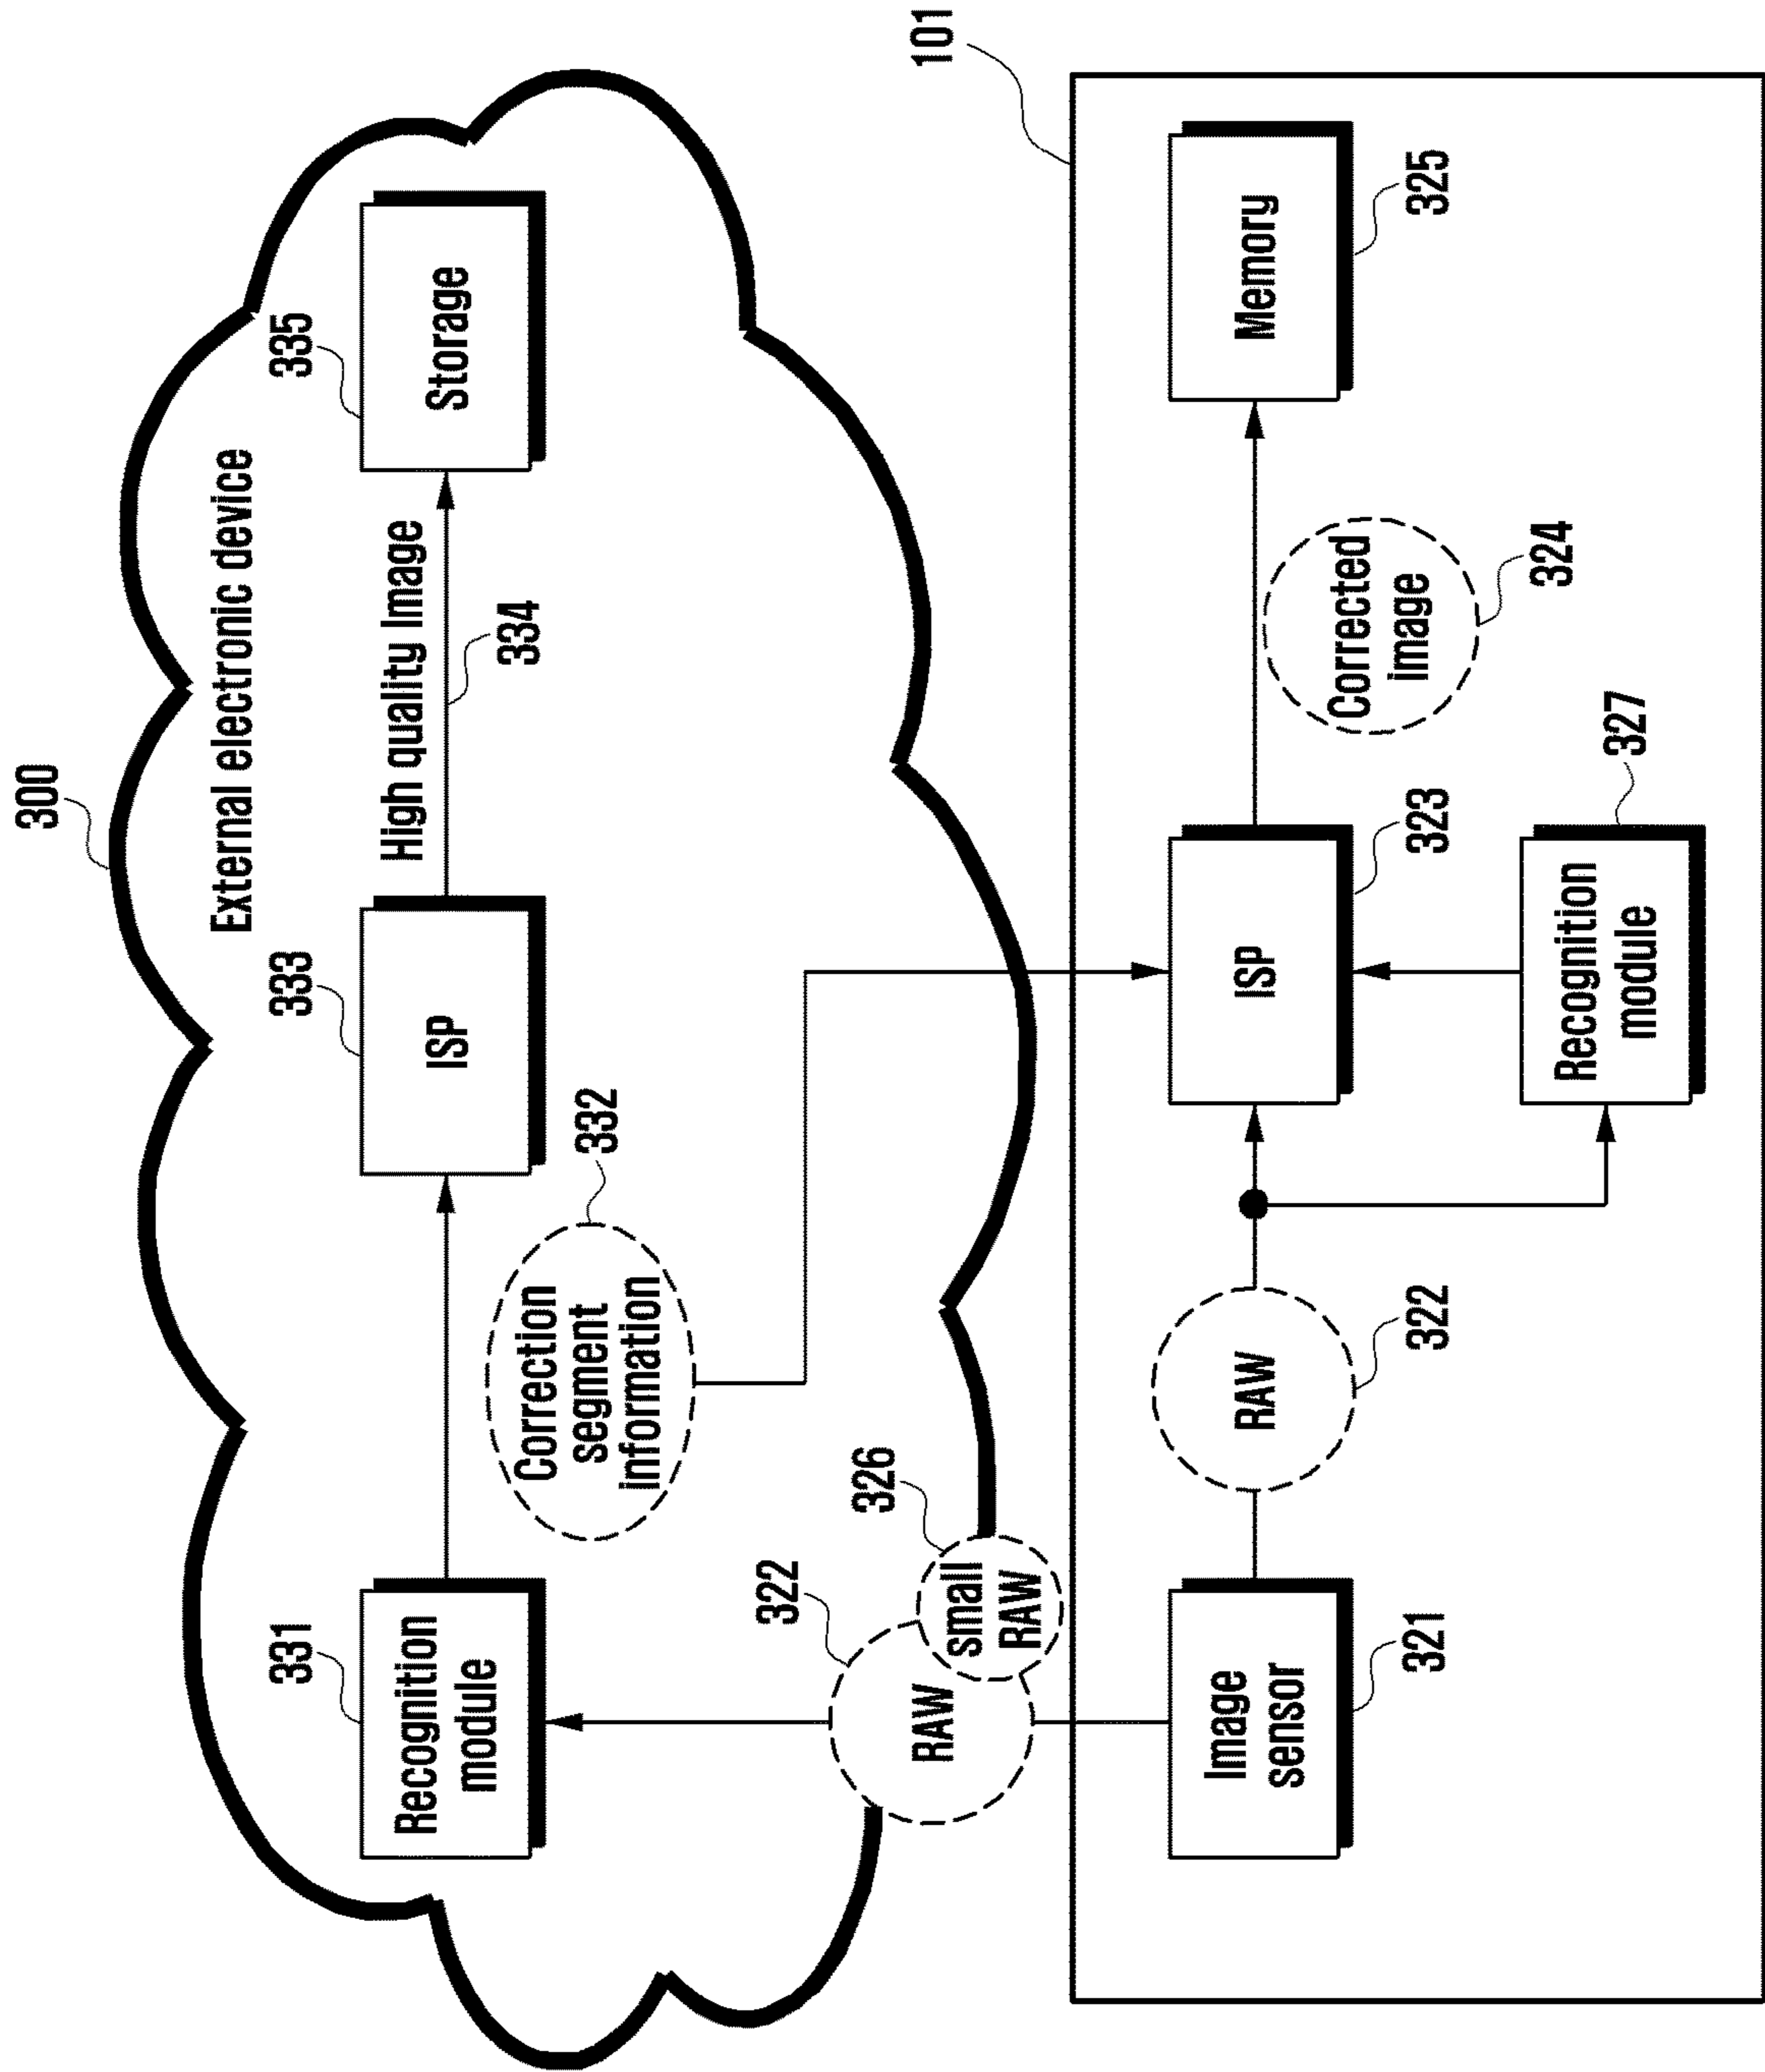 300
External electronic device
331
Recognition
module
333
ISP
High quality Image
334
335
Storage
332
Correction
segment
information
322
RAW
326
small
RAW
101
Image
sensor
321
RAW
322
ISP
323
Recognition
module
327
Corrected
image
324
Memory
325